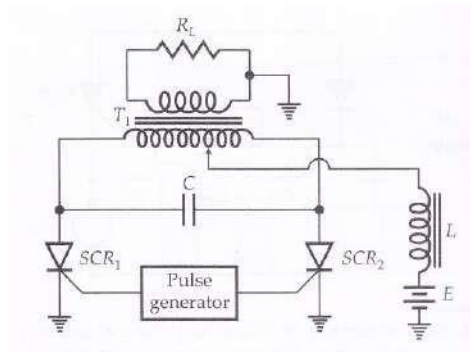 R_L
T_1
C
SCR_1
Pulse
generator
SCR_2
L
E